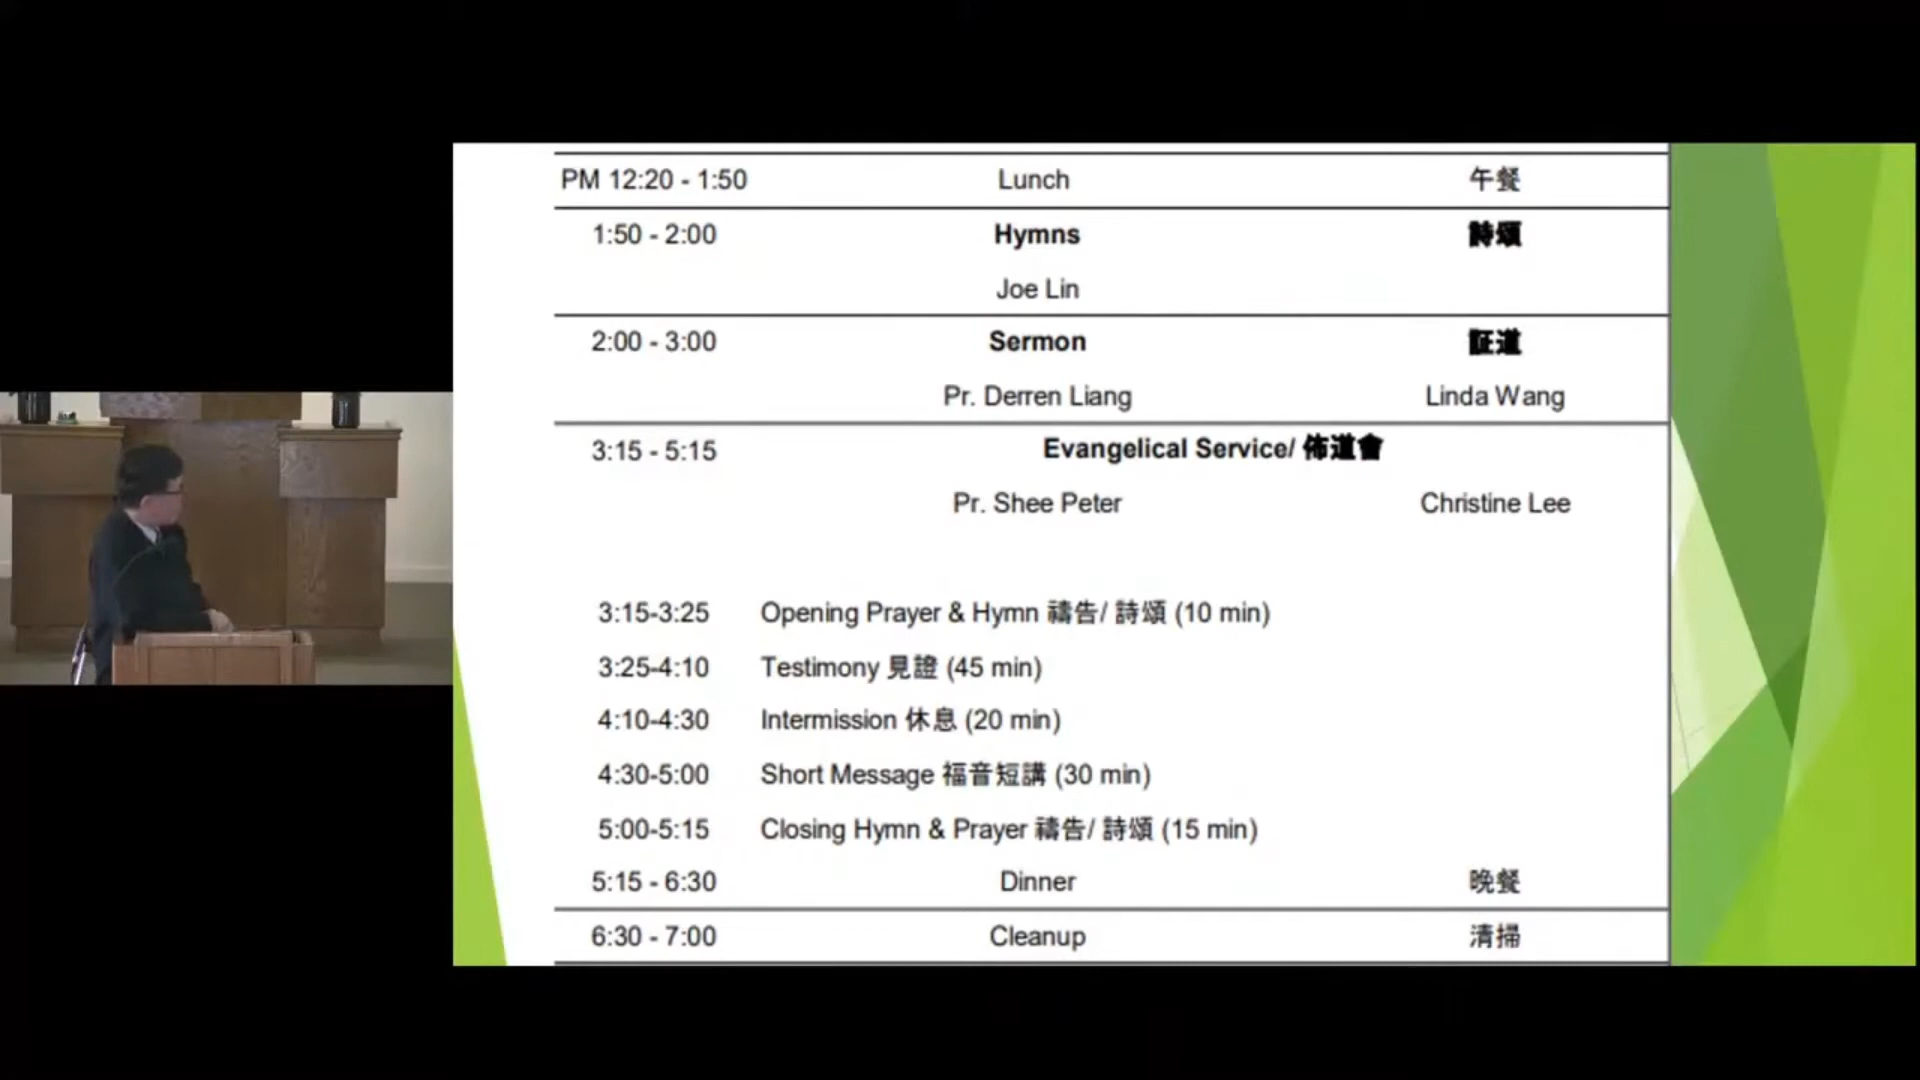 PM 12:20 - 1:50 Lunch 午餐
1:50 - 2:00 Hymns 詩頌
Joe Lin
2:00 - 3:00 Sermon 証道
Pr. Derren Liang Linda Wang
3:15 - 5:15 Evangelical Service/ 佈道會
Pr. Shee Peter Christine Lee
3:15-3:25 Opening Prayer & Hymn 禱告/ 詩頌 (10 min)
3:25-4:10 Testimony 見證 (45 min)
4:10-4:30 Intermission 休息 (20 min)
4:30-5:00 Short Message 福音短講 (30 min)
5:00-5:15 Closing Hymn & Prayer 禱告/ 詩頌 (15 min)
5:15 - 6:30 Dinner 晚餐
6:30 - 7:00 Cleanup 清掃